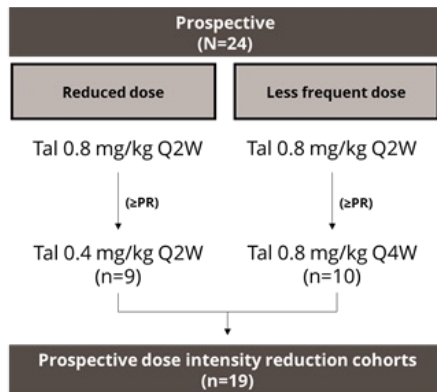 Prospective
(N=24)
Reduced dose
Less frequent dose
Tal 0.8 mg/kg Q2W
Tal 0.8 mg/kg Q2W
(≥PR)
(≥PR)
Tal 0.4 mg/kg Q2W
(n=9)
Tal 0.8 mg/kg Q4W
(n=10)
Prospective dose intensity reduction cohorts
(n=19)